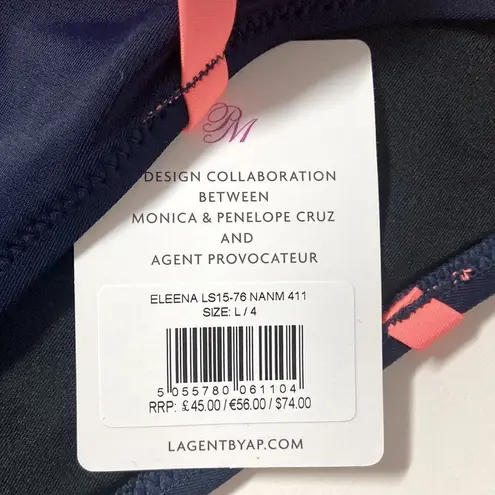 PM
DESIGN COLLABORATION
BETWEEN
MONICA & PENELOPE CRUZ
AND
AGENT PROVOCATEUR
ELEENA LS15-76 NANM 411
SIZE: L / 4
5 055780 061104
RRP: £45.00 / €56.00 / $74.00
LAGENTBYAP.COM